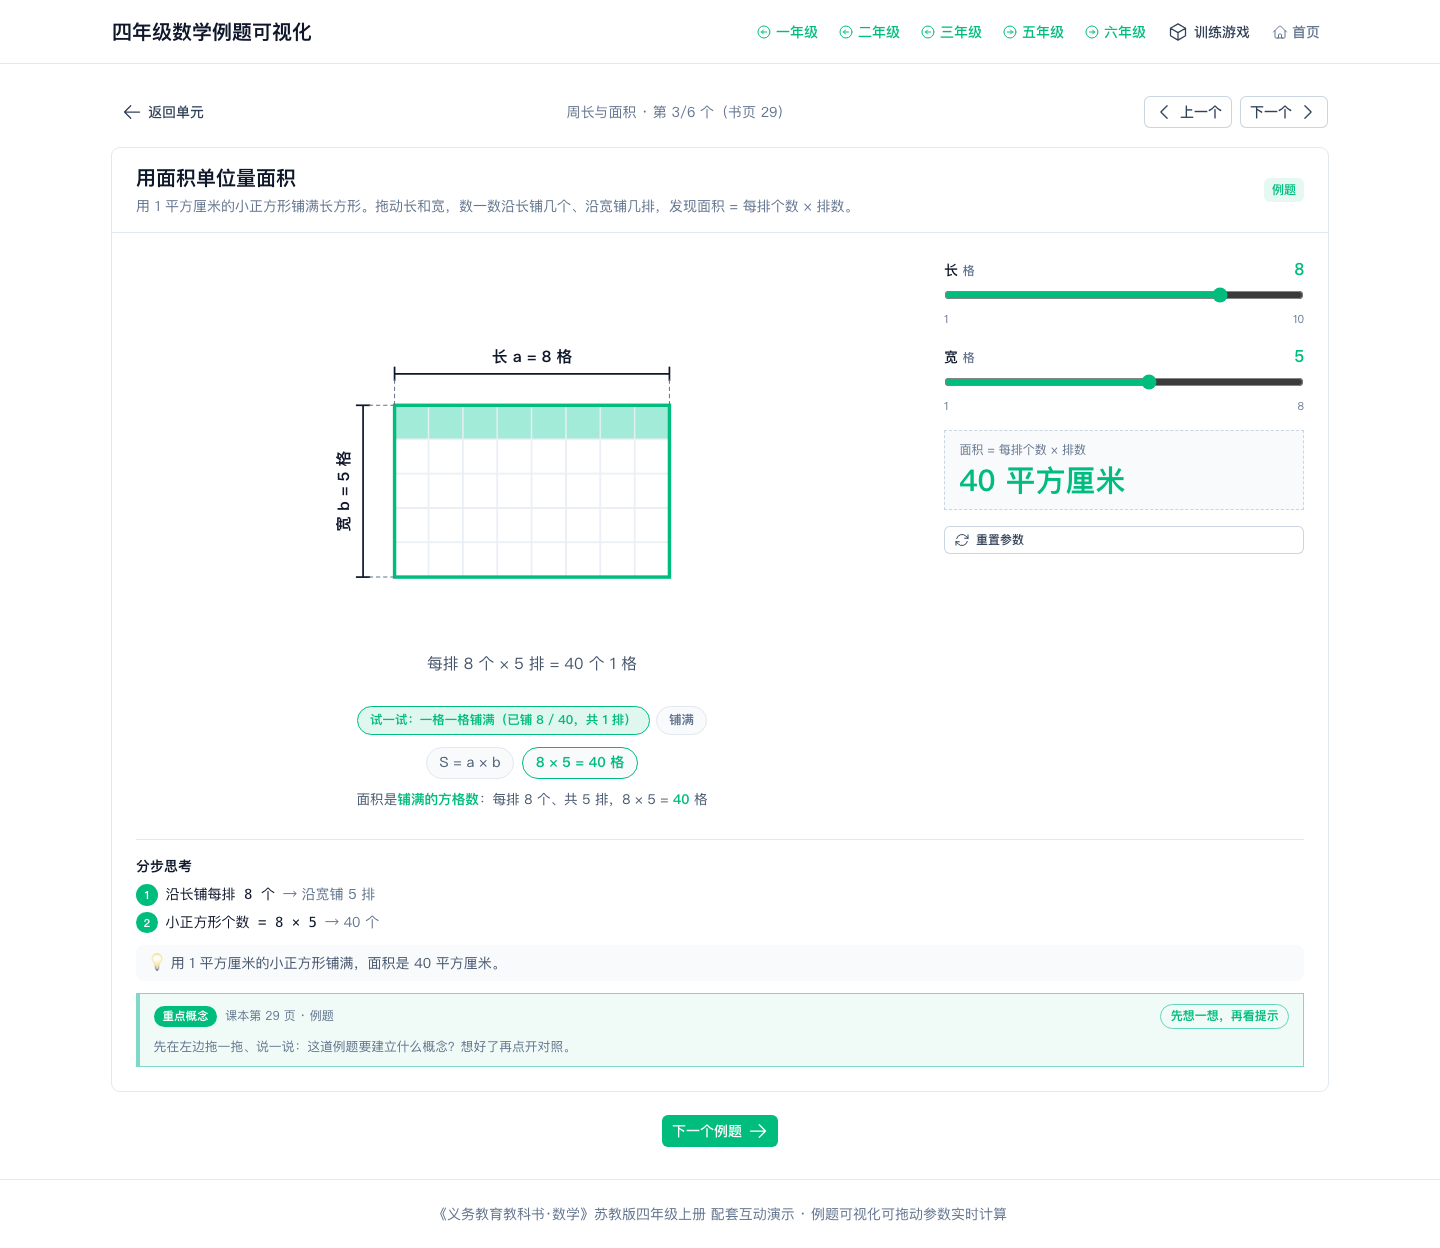 四年级数学例题可视化
一年级 二年级 三年级 五年级 六年级 训练游戏 首页
返回单元
周长与面积 · 第 3/6 个（书页 29）
上一个 下一个
用面积单位量面积
用 1 平方厘米的小正方形铺满长方形。拖动长和宽，数一数沿长铺几个、沿宽铺几排，发现面积 = 每排个数 × 排数。
例题
长 a = 8 格
宽 b = 5 格
每排 8 个 × 5 排 = 40 个 1 格
试一试：一格一格铺满（已铺 8 / 40，共 1 排） 铺满
S = a × b 8 × 5 = 40 格
面积是铺满的方格数：每排 8 个、共 5 排，8 × 5 = 40 格
长 格 8
1 10
宽 格 5
1 8
面积 = 每排个数 × 排数
40 平方厘米
重置参数
分步思考
1 沿长铺每排 8 个 → 沿宽铺 5 排
2 小正方形个数 = 8 × 5 → 40 个
用 1 平方厘米的小正方形铺满，面积是 40 平方厘米。
重点概念 课本第 29 页 · 例题
先想一想，再看提示
先在左边拖一拖、说一说：这道例题要建立什么概念？想好了再点开对照。
下一个例题 →
《义务教育教科书·数学》苏教版四年级上册 配套互动演示 · 例题可视化可拖动参数实时计算